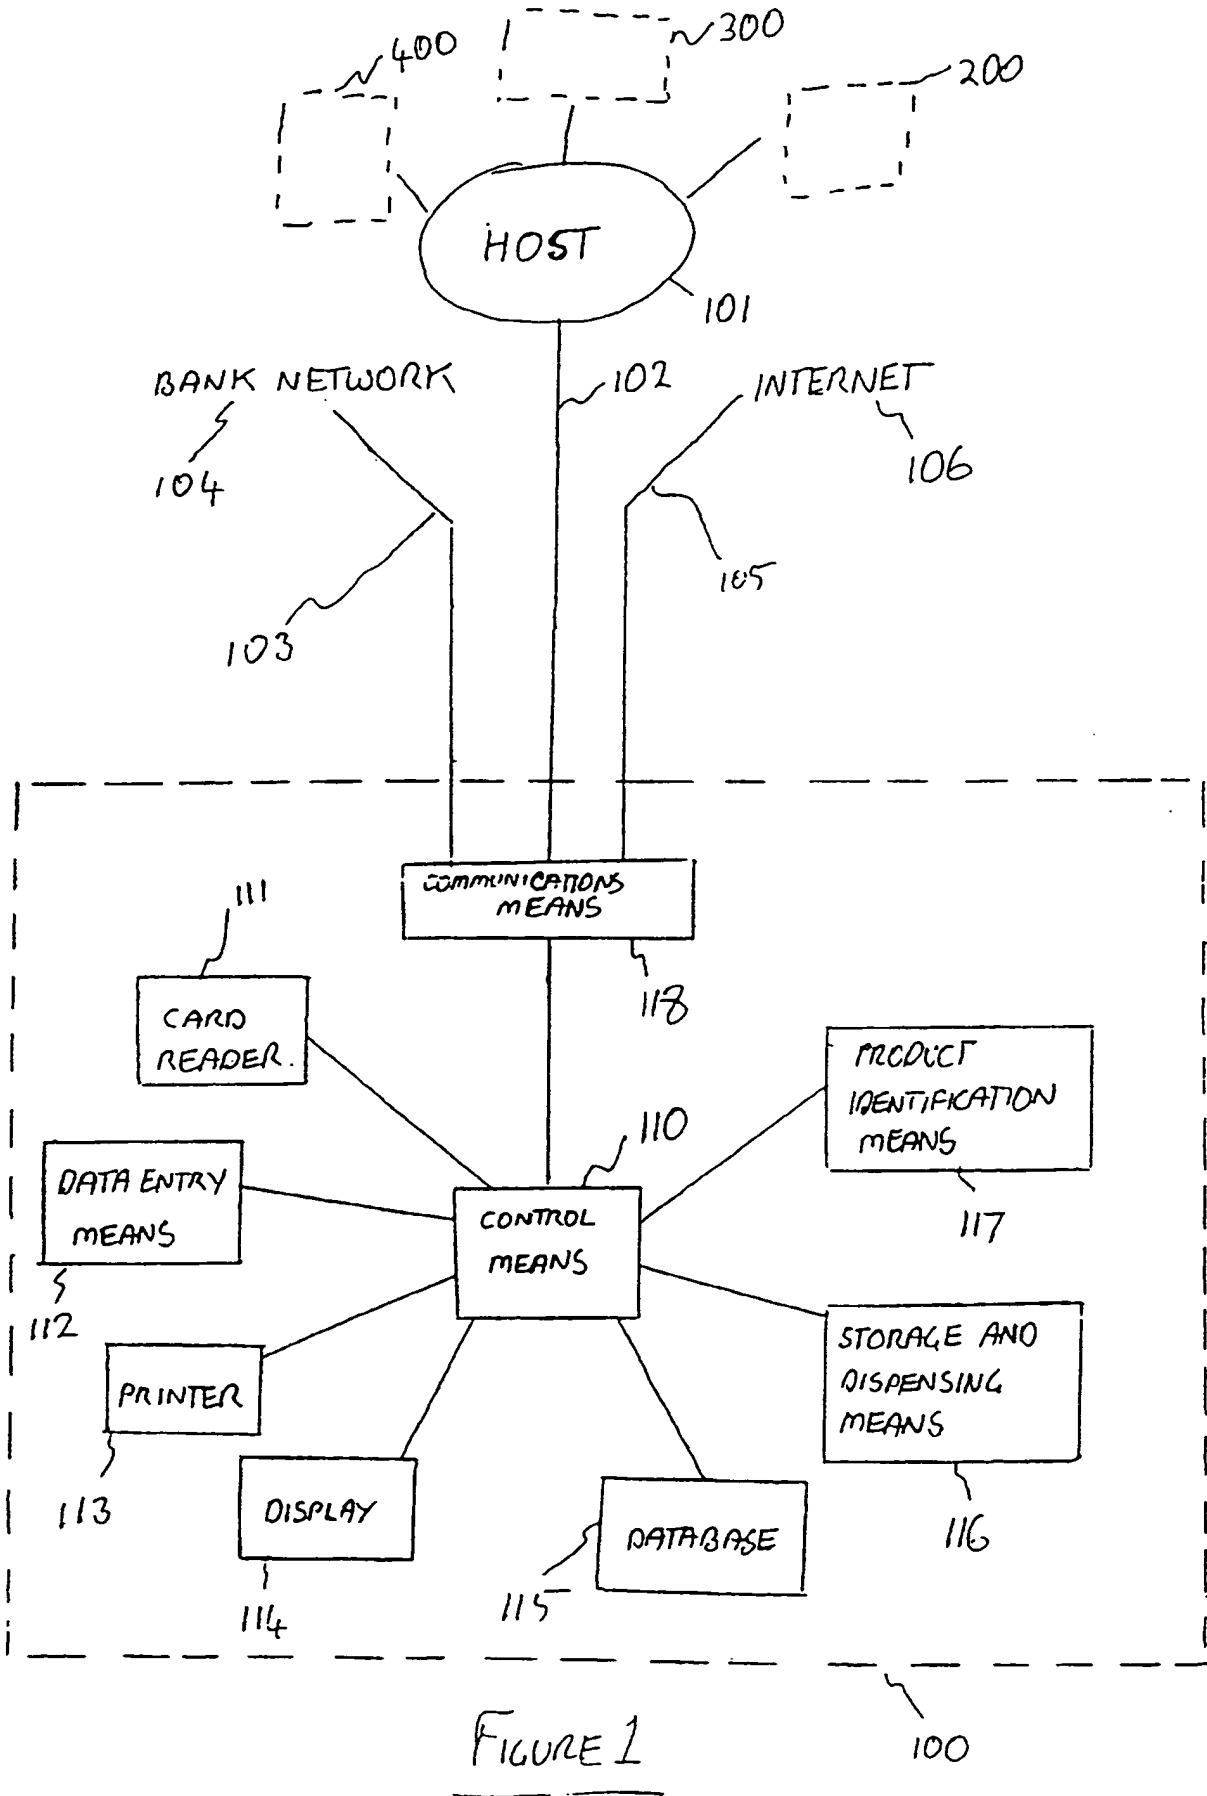 400
300
200
HOST
101
BANK NETWORK
102
INTERNET
104
106
103
105
COMMUNICATIONS
MEANS
111
118
CARD
READER.
PRODUCT
IDENTIFICATION
MEANS
110
DATA ENTRY
MEANS
117
CONTROL
MEANS
112
STORAGE AND
DISPENSING
MEANS
PRINTER
113
DISPLAY
DATABASE
116
114
115
100
FIGURE 1